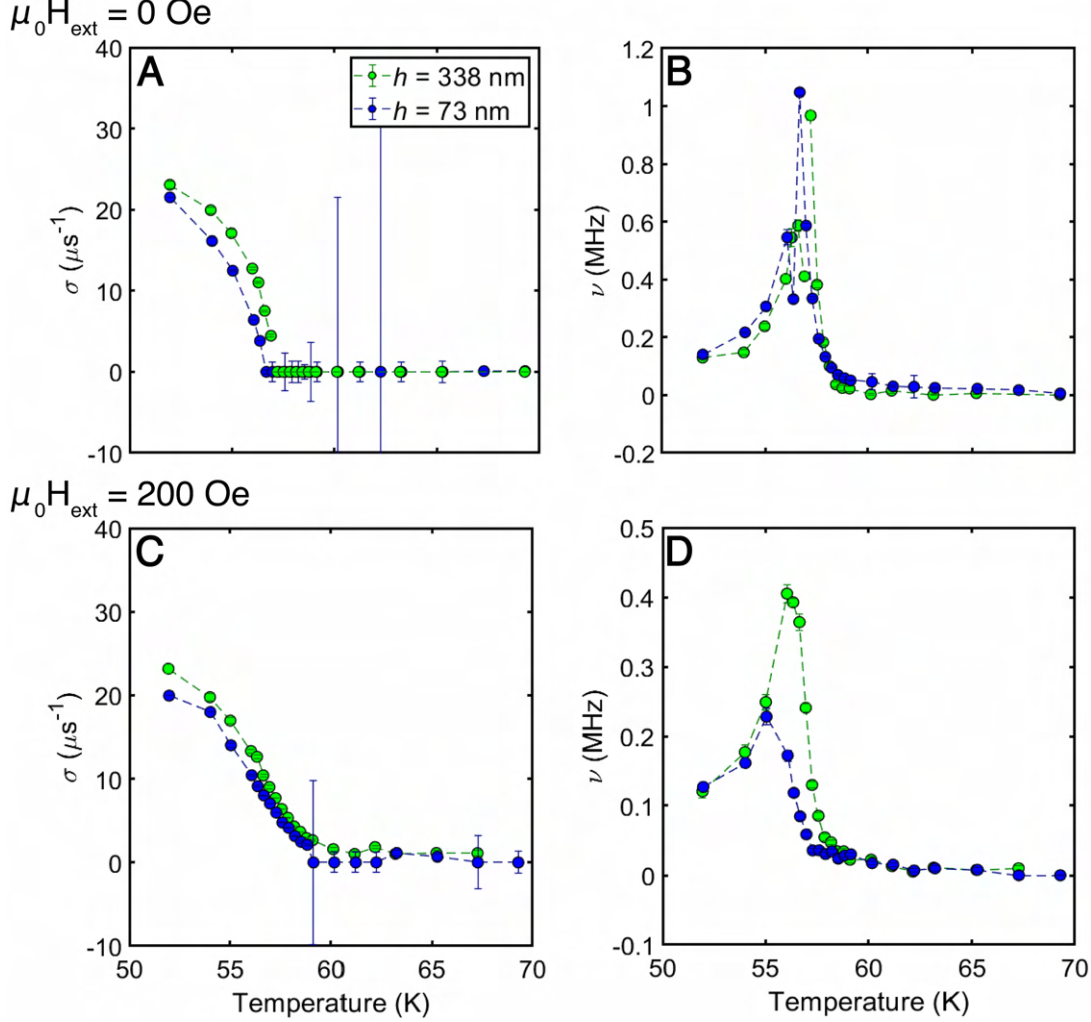 μ₀Hₑₓₜ = 0 Oe
A
h = 338 nm
h = 73 nm
40
30
20
10
0
-10
σ (μs⁻¹)
B
1.2
1
0.8
0.6
0.4
0.2
0
-0.2
ν (MHz)
μ₀Hₑₓₜ = 200 Oe
C
40
30
20
10
0
-10
σ (μs⁻¹)
50 55 60 65 70
Temperature (K)
D
0.5
0.4
0.3
0.2
0.1
0
-0.1
ν (MHz)
50 55 60 65 70
Temperature (K)